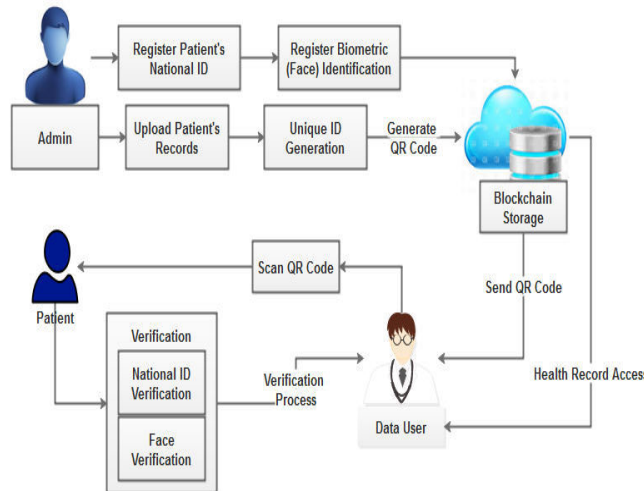 Register Patient's
National ID
Register Biometric
(Face) Identification
Admin
Upload Patient's
Records
Unique ID
Generation
Generate
QR Code
Blockchain
Storage
Scan QR Code
Send QR Code
Patient
Verification
National ID
Verification
Face
Verification
Verification
Process
Health Record Access
Data User